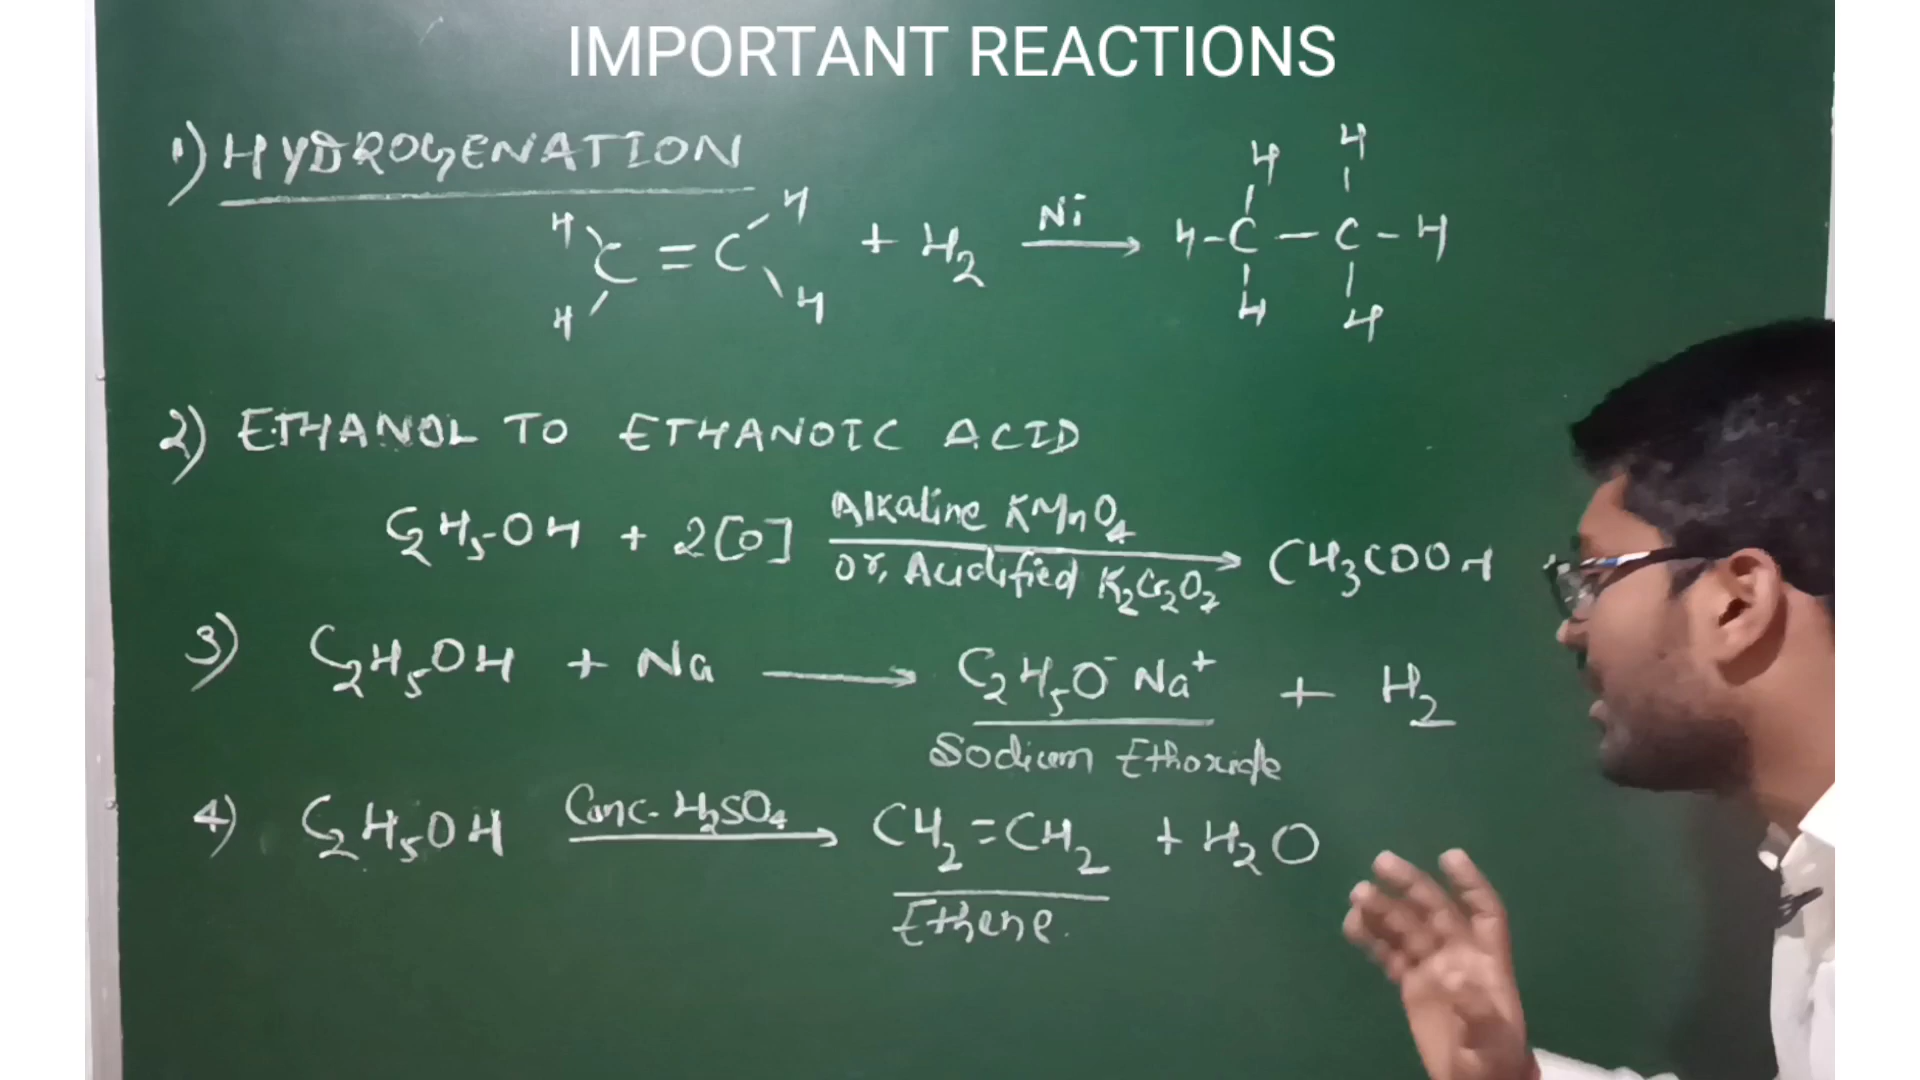 IMPORTANT REACTIONS
1) HYDROGENATION
H H H H
C = C + H2 Ni H-C-C-H
H H H H
2) ETHANOL TO ETHANOIC ACID
C2H5-OH + 2[O] Alkaline KMnO4 CH3COOH
or, Acidified K2Cr2O7
3) C2H5OH + Na → C2H5O⁻Na⁺ + H2
Sodium Ethoxide
4) C2H5OH Conc. H2SO4 CH2=CH2 + H2O
Ethene.